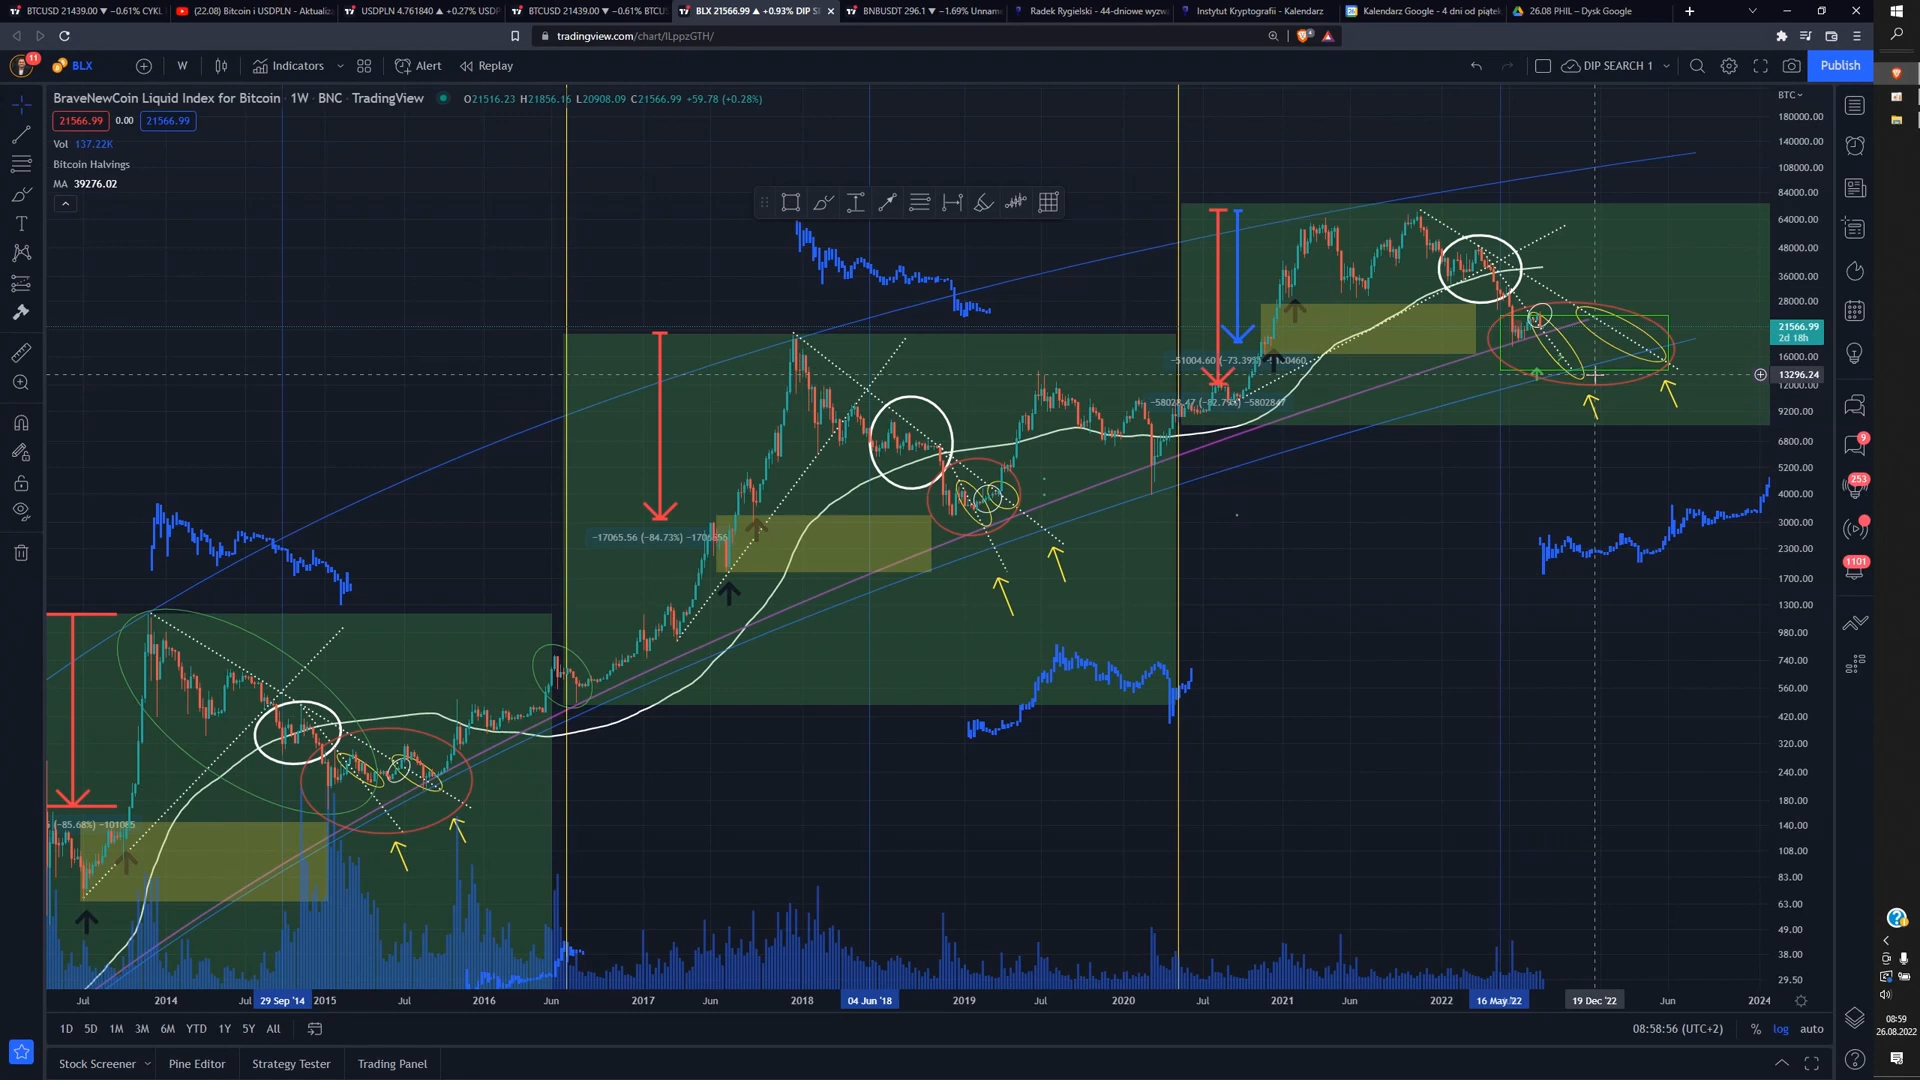 BTCUSD 21439.00 ▼ −0.61% CYKL
(22.08) Bitcoin i USDPLN - Aktualiz
USDPLN 4.761840 ▲ +0.27% USDP
BTCUSD 21439.00 ▼ −0.61% BTCUS
BLX 21566.99 ▲ +0.93% DIP S
BNBUSDT 296.1 ▼ −1.69% Unnam
Radek Rygielski - 44-dniowe wyzw
Instytut Kryptografii - Kalendarz
Kalendarz Google - 4 dni od piątek
26.08 PHIL – Dysk Google
tradingview.com/chart/ILppzGTH/
11
BLX
W
Indicators
Alert
Replay
DIP SEARCH 1
Publish
BraveNewCoin Liquid Index for Bitcoin · 1W · BNC · TradingView
O21516.23 H21856.16 L20908.09 C21566.99 +59.78 (+0.28%)
21566.99 0.00 21566.99
Vol 137.22K
Bitcoin Halvings
MA 39276.02
BTC
180000.00
140000.00
108000.00
84000.00
64000.00
48000.00
36000.00
28000.00
21566.99
2d 18h
16000.00
13296.24
12000.00
9200.00
6800.00
5200.00
4000.00
3000.00
2300.00
1700.00
1300.00
980.00
740.00
560.00
420.00
320.00
240.00
180.00
140.00
108.00
83.00
63.00
49.00
38.00
29.50
−51004.60 (−73.39%)
−58028.47 (−82.79%) −5802847
−17065.56 (−84.73%)
(−85.68%)
9
253
1101
Jul
2014
Jul
29 Sep '14
2015
Jul
2016
Jun
2017
Jun
2018
04 Jun '18
2019
Jul
2020
Jul
2021
Jun
2022
16 May '22
19 Dec '22
Jun
2024
1D 5D 1M 3M 6M YTD 1Y 5Y All
08:58:56 (UTC+2)
% log auto
Stock Screener
Pine Editor
Strategy Tester
Trading Panel
08:59
26.08.2022